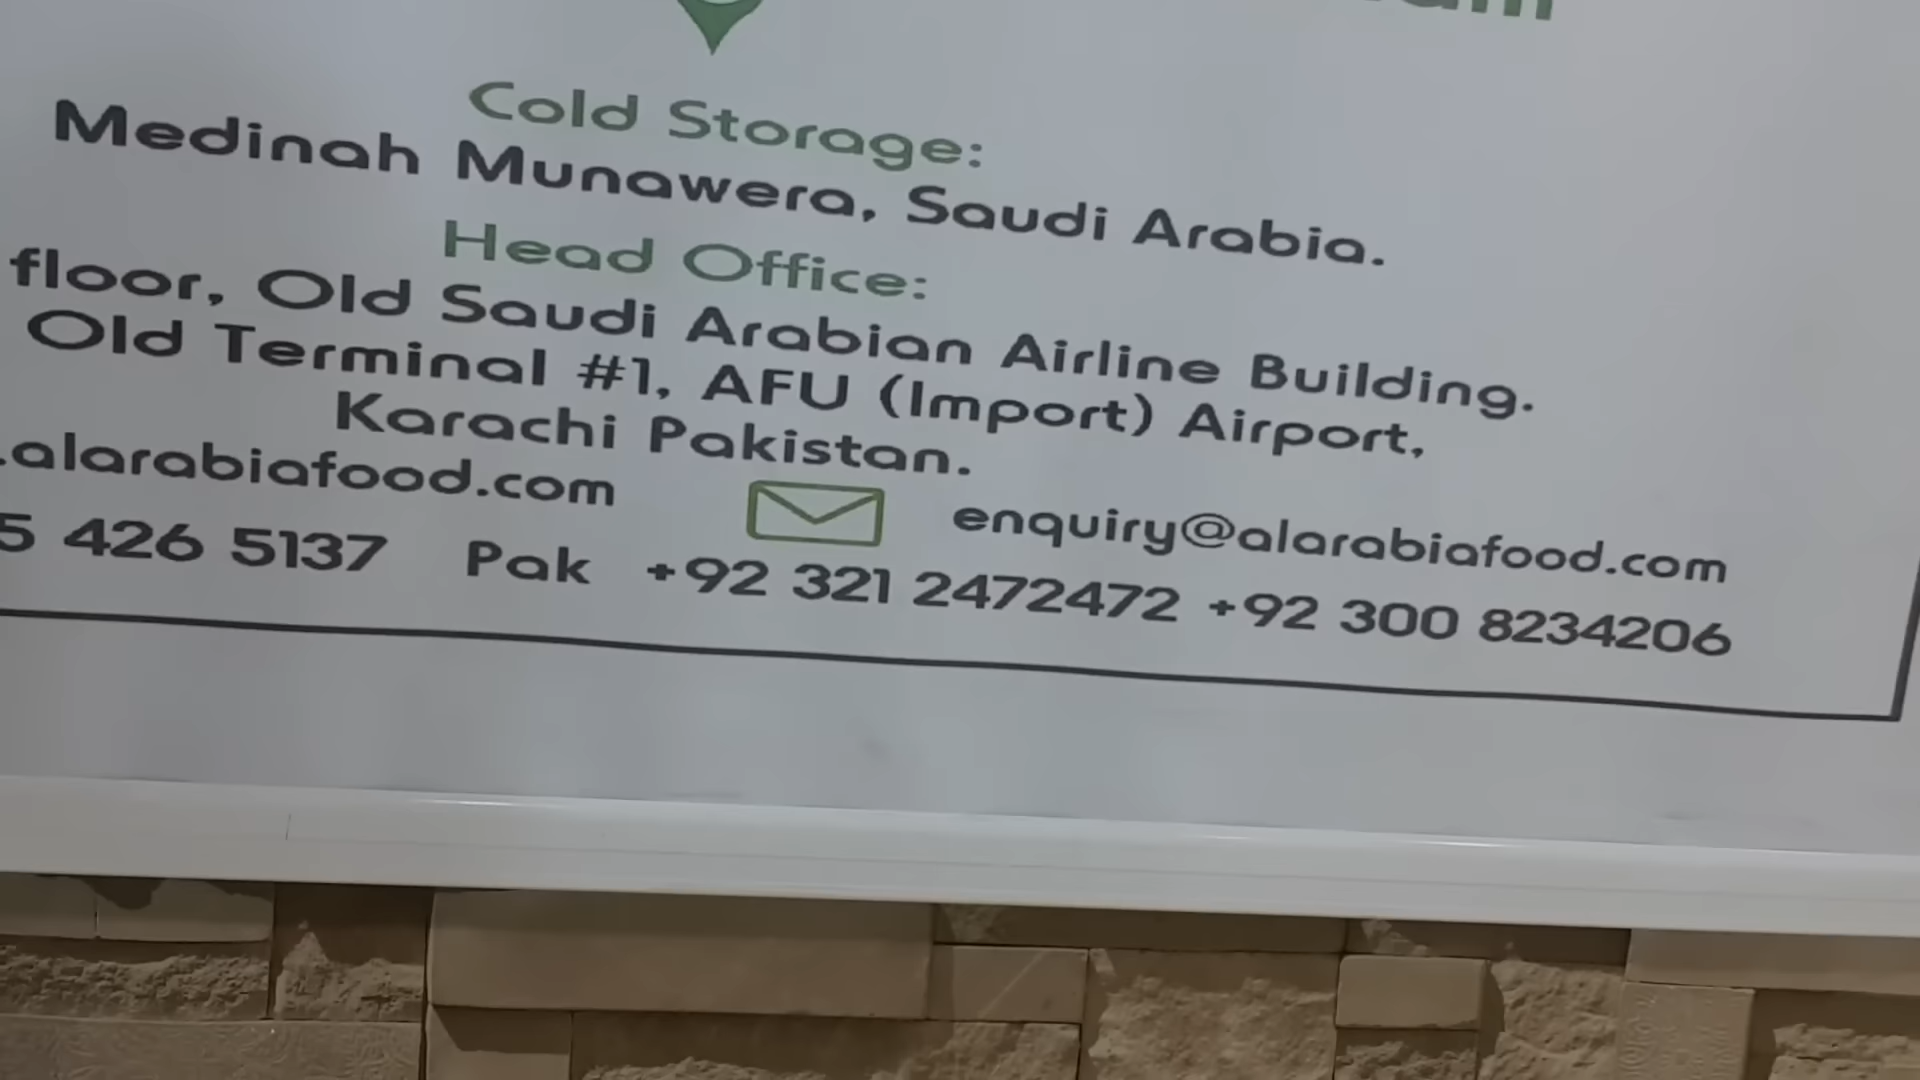 Cold Storage:
Medinah Munawera, Saudi Arabia.
Head Office:
floor, Old Saudi Arabian Airline Building.
Old Terminal #1, AFU (Import) Airport,
Karachi Pakistan.
.alarabiafood.com enquiry@alarabiafood.com
5 426 5137 Pak +92 321 2472472 +92 300 8234206